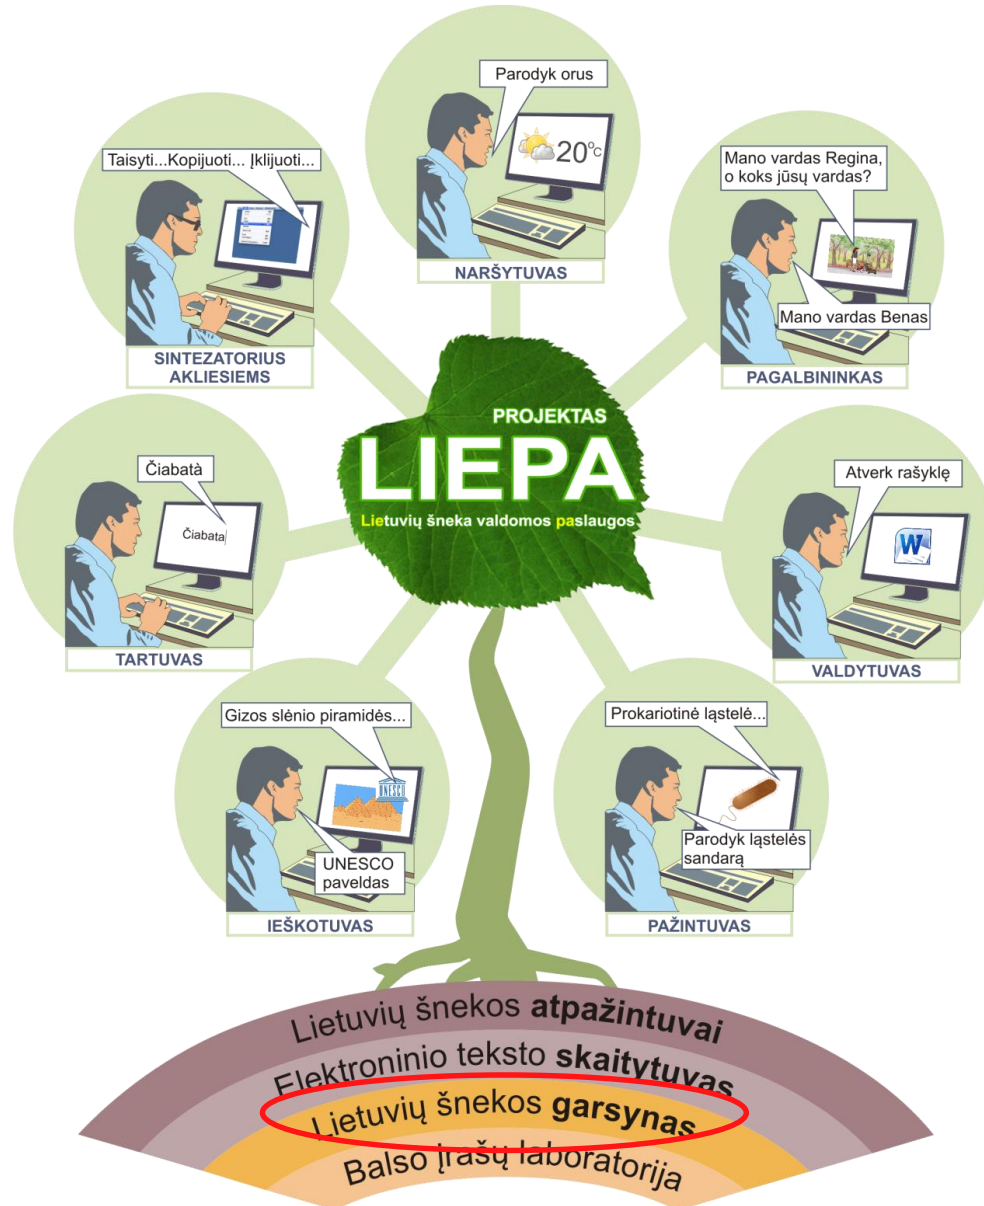 Parodyk orus
20°C
NARŠYTUVAS
Taisyti...Kopijuoti... Įklijuoti...
SINTEZATORIUS
AKLIESIEMS
Mano vardas Regina,
o koks jūsų vardas?
Mano vardas Benas
PAGALBININKAS
PROJEKTAS
LIEPA
Lietuvių šneka valdomos paslaugos
Čiabatà
Čiabata
TARTUVAS
Atverk rašyklę
W
VALDYTUVAS
Gizos slėnio piramidės...
UNESCO
UNESCO
paveldas
IEŠKOTUVAS
Prokariotinė ląstelė...
Parodyk ląstelės
sandarą
PAŽINTUVAS
Lietuvių šnekos atpažintuvai
Elektroninio teksto skaitytuvas
Lietuvių šnekos garsynas
Balso įrašų laboratorija